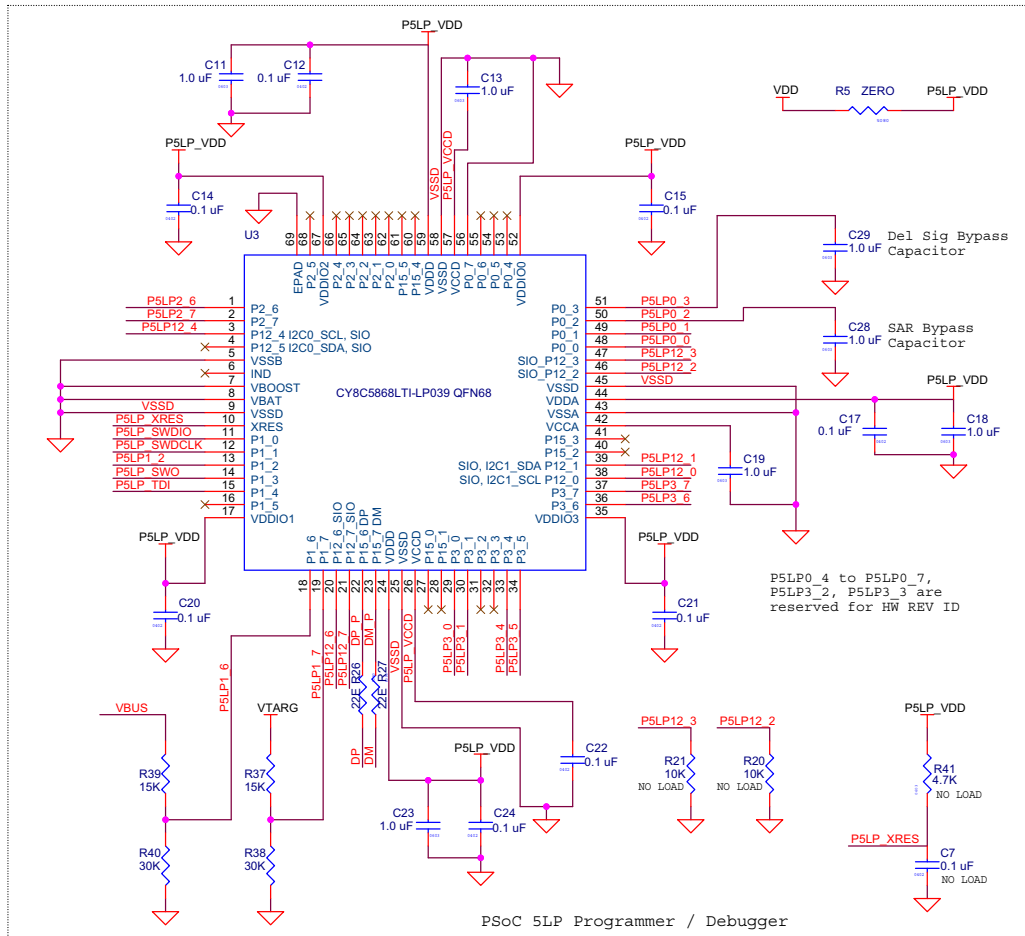 P5LP_VDD
C11
1.0 uF
C12
0.1 uF
C13
1.0 uF
VDD
R5 ZERO
P5LP_VDD
P5LP_VDD
VSSD
P5LP_VCCD
P5LP_VDD
C14
0.1 uF
C15
0.1 uF
U3
69 68 67 66 65 64 63 62 61 60 59 58 57 56 55 54 53 52
EPAD P2_5 VDDIO2 P2_4 P2_3 P2_2 P2_1 P2_0 P15_5 P15_4 VDDD VSSD VCCD P0_7 P0_6 P0_5 P0_4 VDDIO0
C29
1.0 uF
Del Sig Bypass
Capacitor
C28
1.0 uF
SAR Bypass
Capacitor
P5LP2_6 1 P2_6
P5LP2_7 2 P2_7
P5LP12_4 3 P12_4 I2C0_SCL, SIO
4 P12_5 I2C0_SDA, SIO
5 VSSB
6 IND
7 VBOOST
8 VBAT
VSSD 9 VSSD
P5LP_XRES 10 XRES
P5LP_SWDIO 11 P1_0
P5LP_SWDCLK 12 P1_1
P5LP1_2 13 P1_2
P5LP_SWO 14 P1_3
P5LP_TDI 15 P1_4
16 P1_5
17 VDDIO1
CY8C5868LTI-LP039 QFN68
P0_3 51 P5LP0_3
P0_2 50 P5LP0_2
P0_1 49 P5LP0_1
P0_0 48 P5LP0_0
SIO_P12_3 47 P5LP12_3
SIO_P12_2 46 P5LP12_2
VSSD 45 VSSD
VDDA 44
VSSA 43
VCCA 42
P15_3 41
P15_2 40
SIO, I2C1_SDA P12_1 39 P5LP12_1
SIO, I2C1_SCL P12_0 38 P5LP12_0
P3_7 37 P5LP3_7
P3_6 36 P5LP3_6
VDDIO3 35
P5LP_VDD
C17
0.1 uF
C18
1.0 uF
C19
1.0 uF
P1_6 P1_7 P12_6_SIO P12_7_SIO P15_6 DP P15_7 DM VDDD VSSD VCCD P15_0 P15_1 P3_0 P3_1 P3_2 P3_3 P3_4 P3_5
18 19 20 21 22 23 24 25 26 27 28 29 30 31 32 33 34
P5LP_VDD
C20
0.1 uF
P5LP_VDD
C21
0.1 uF
P5LP0_4 to P5LP0_7,
P5LP3_2, P5LP3_3 are
reserved for HW REV ID
P5LP1_6
P5LP1_7
P5LP12_6
P5LP12_7
DP_P
DM_P
VSSD
P5LP_VCCD
P5LP3_0
P5LP3_1
P5LP3_4
P5LP3_5
22E R26
22E R27
DP
DM
VBUS
R39
15K
R40
30K
VTARG
R37
15K
R38
30K
P5LP_VDD
C23
1.0 uF
C24
0.1 uF
C22
0.1 uF
P5LP12_3
R21
10K
NO LOAD
P5LP12_2
R20
10K
NO LOAD
P5LP_VDD
R41
4.7K
NO LOAD
P5LP_XRES
C7
0.1 uF
NO LOAD
PSoC 5LP Programmer / Debugger